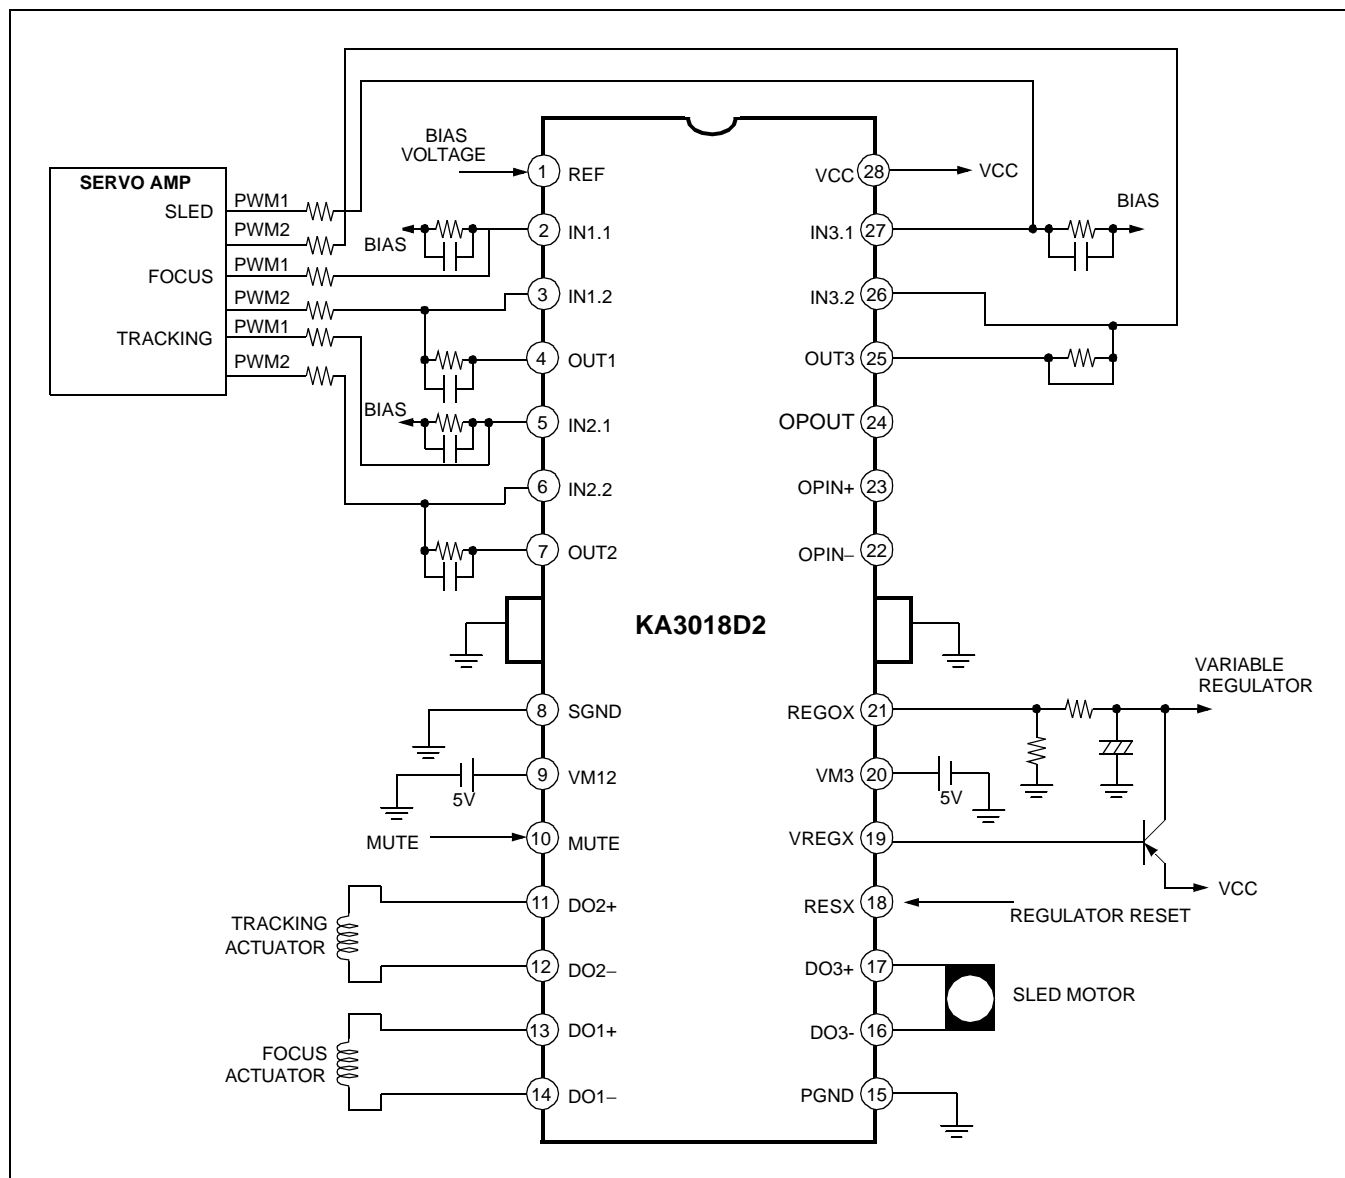 SERVO AMP
SLED
PWM1
PWM2
FOCUS
PWM1
PWM2
TRACKING
PWM1
PWM2
BIAS
VOLTAGE
BIAS
BIAS
1 REF
2 IN1.1
3 IN1.2
4 OUT1
5 IN2.1
6 IN2.2
7 OUT2
8 SGND
5V
9 VM12
MUTE
10 MUTE
TRACKING
ACTUATOR
11 DO2+
12 DO2−
FOCUS
ACTUATOR
13 DO1+
14 DO1−
KA3018D2
VCC 28 VCC
IN3.1 27
BIAS
IN3.2 26
OUT3 25
OPOUT 24
OPIN+ 23
OPIN− 22
VARIABLE
REGULATOR
REGOX 21
VM3 20
5V
VREGX 19
VCC
RESX 18
REGULATOR RESET
DO3+ 17
SLED MOTOR
DO3- 16
PGND 15